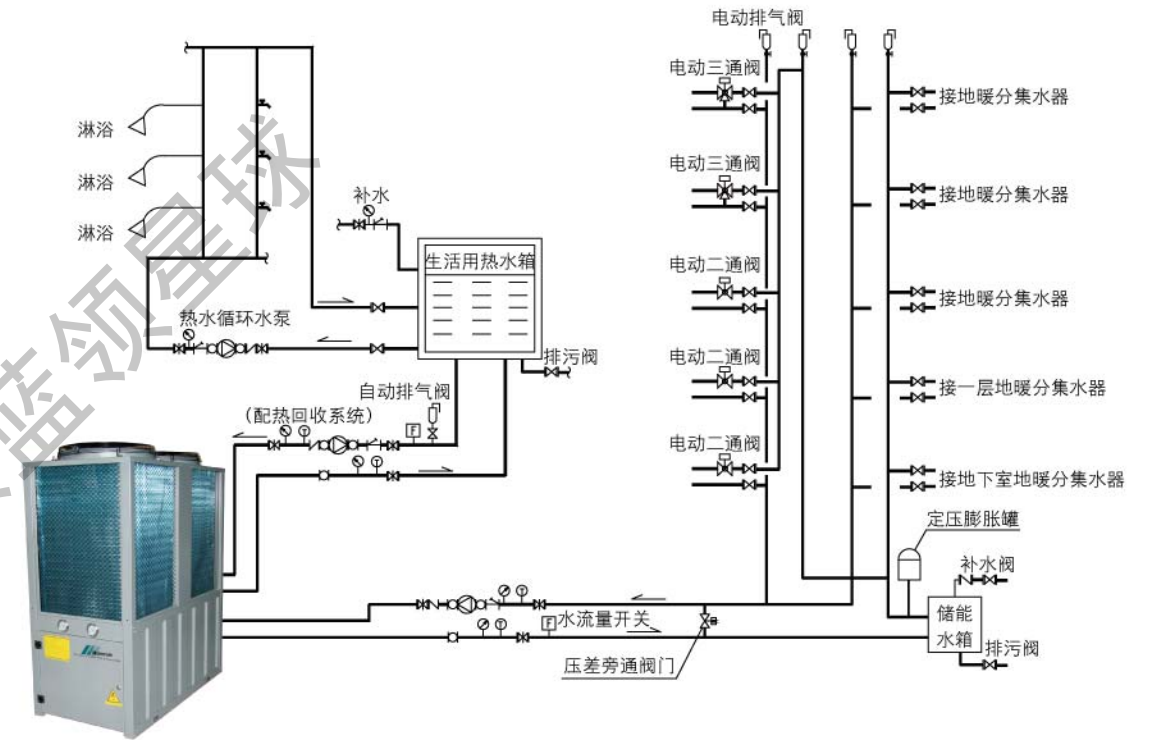 电动排气阀
电动三通阀
接地暖分集水器
淋浴
电动三通阀
淋浴
补水
接地暖分集水器
淋浴
生活用热水箱
电动二通阀
接地暖分集水器
热水循环水泵
排污阀
电动二通阀
自动排气阀
接一层地暖分集水器
(配热回收系统)
F
T
电动二通阀
T
接地下室地暖分集水器
定压膨胀罐
补水阀
T
水流量开关
F
T
储能
水箱
排污阀
压差旁通阀门
蓝领星球